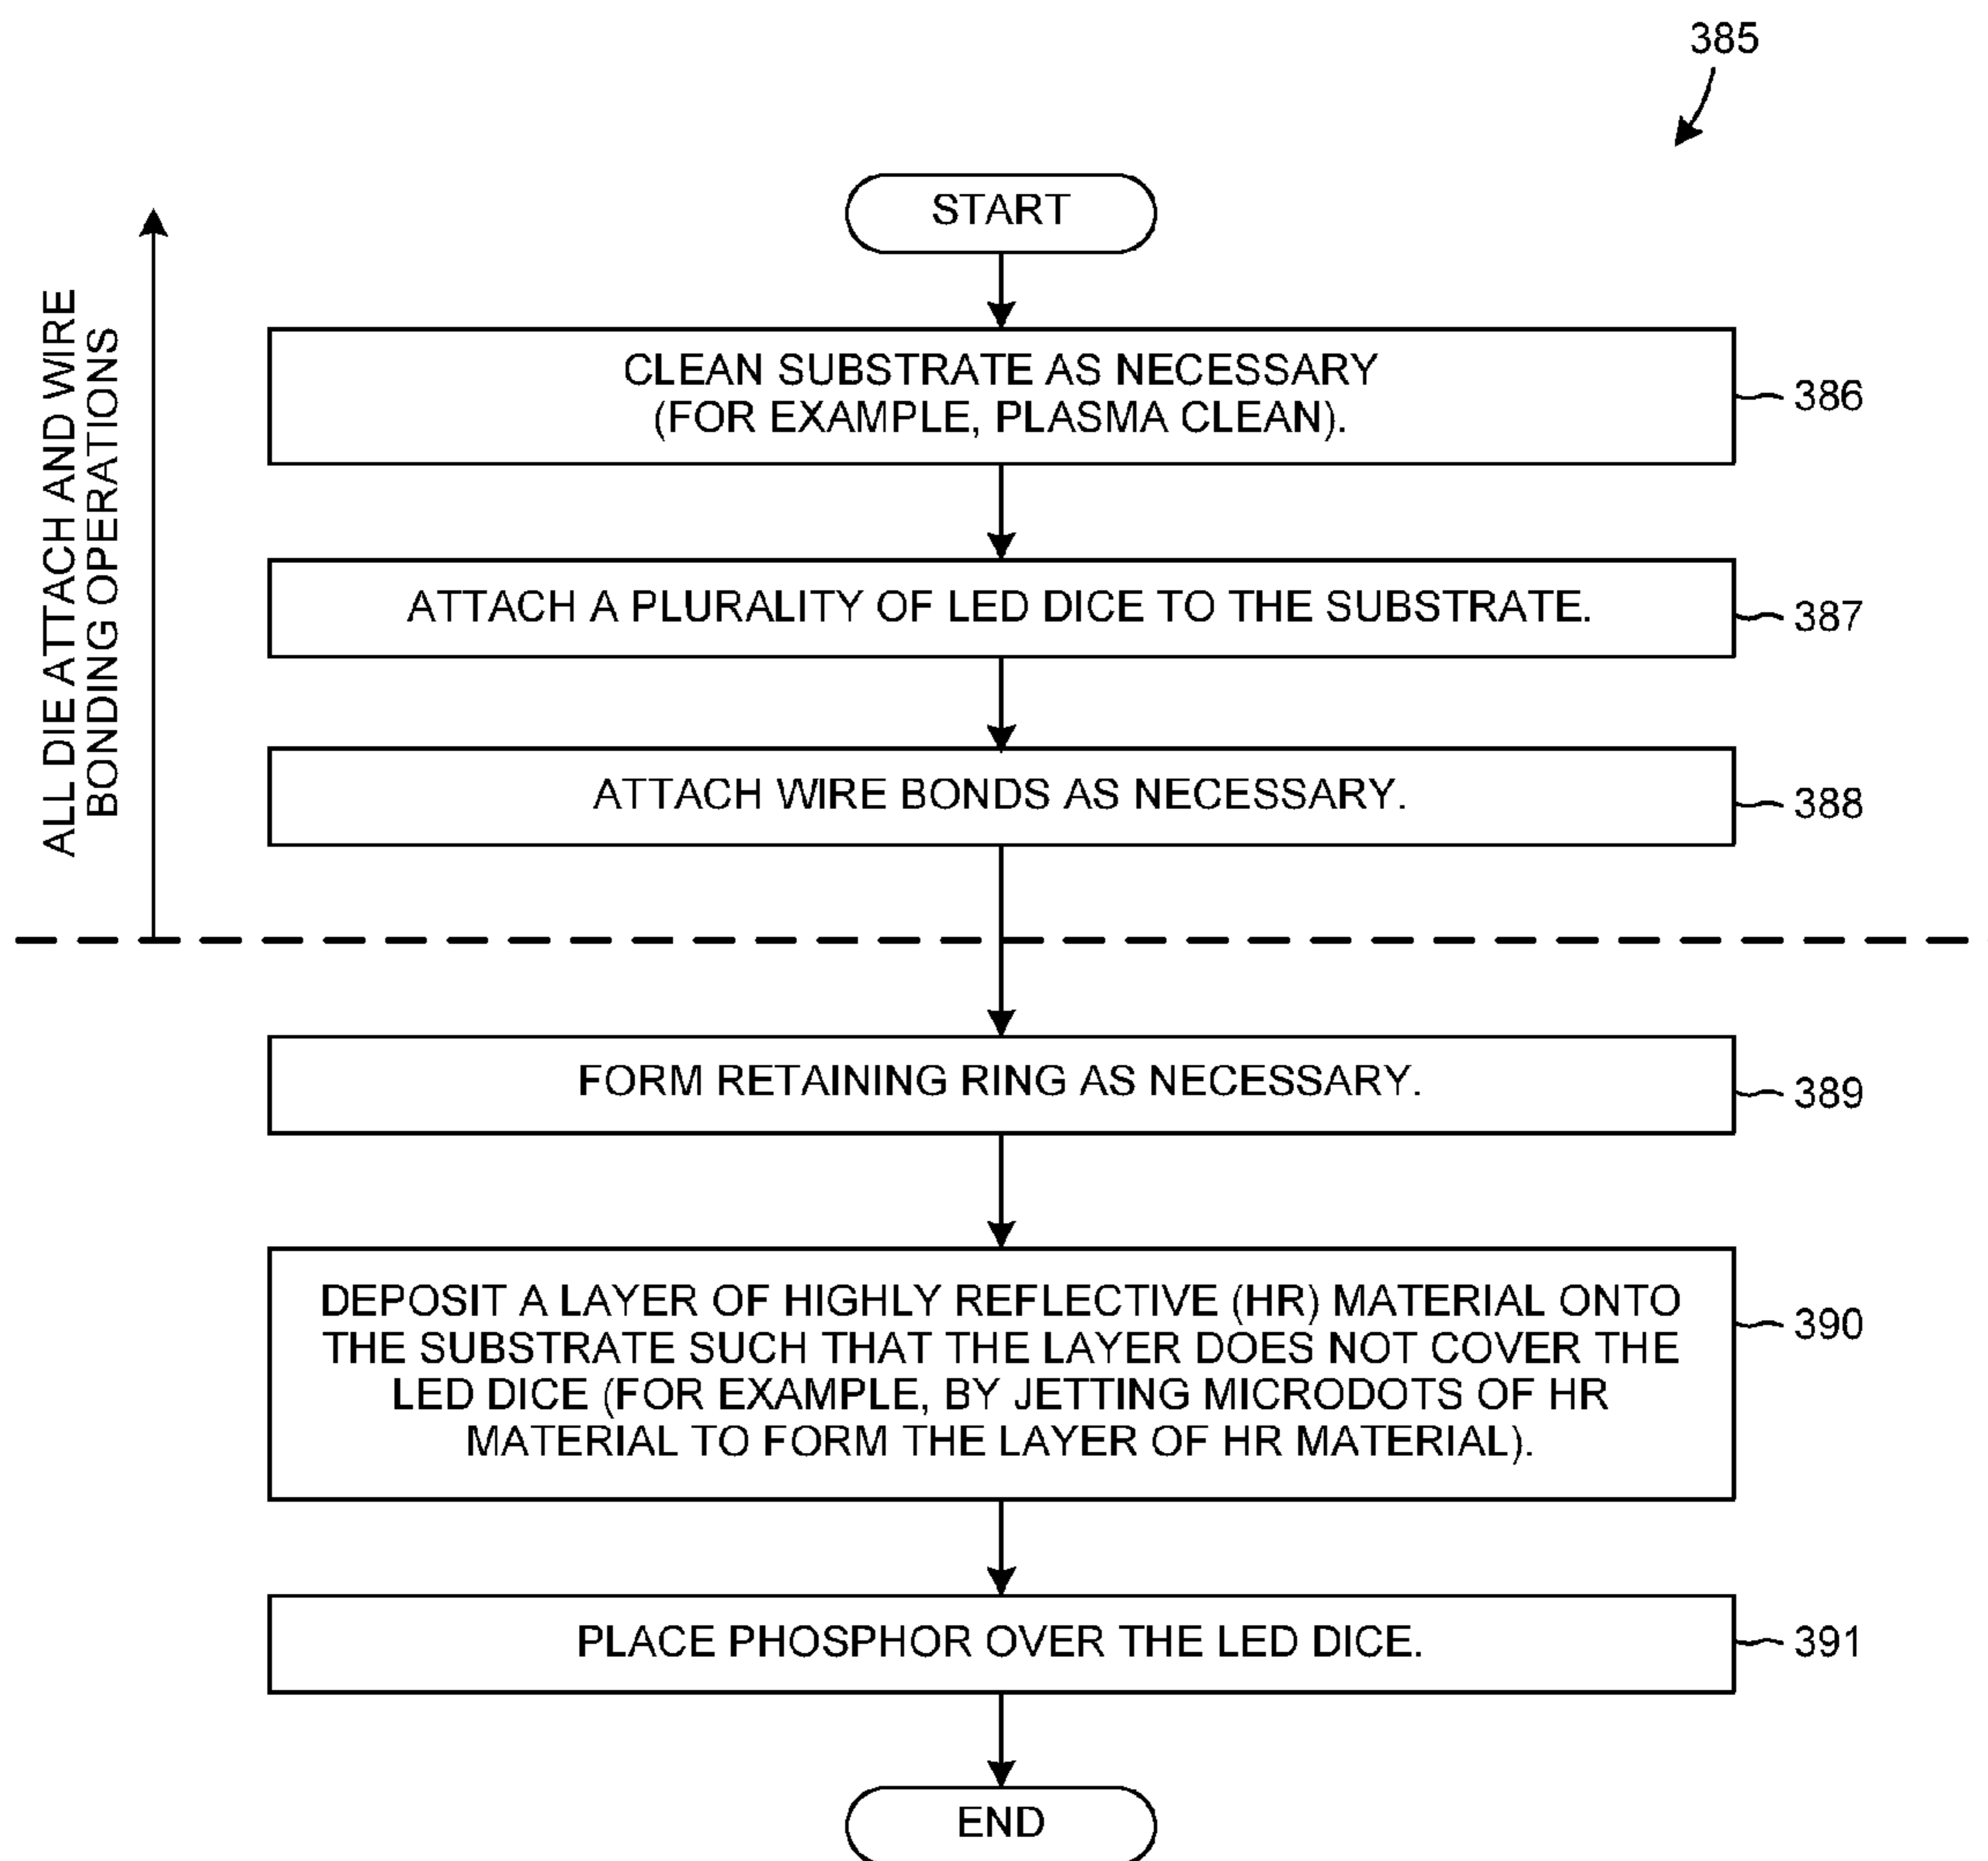 385
START
ALL DIE ATTACH AND WIRE
BONDING OPERATIONS
CLEAN SUBSTRATE AS NECESSARY
(FOR EXAMPLE, PLASMA CLEAN).
386
ATTACH A PLURALITY OF LED DICE TO THE SUBSTRATE.
387
ATTACH WIRE BONDS AS NECESSARY.
388
FORM RETAINING RING AS NECESSARY.
389
DEPOSIT A LAYER OF HIGHLY REFLECTIVE (HR) MATERIAL ONTO
THE SUBSTRATE SUCH THAT THE LAYER DOES NOT COVER THE
LED DICE (FOR EXAMPLE, BY JETTING MICRODOTS OF HR
MATERIAL TO FORM THE LAYER OF HR MATERIAL).
390
PLACE PHOSPHOR OVER THE LED DICE.
391
END